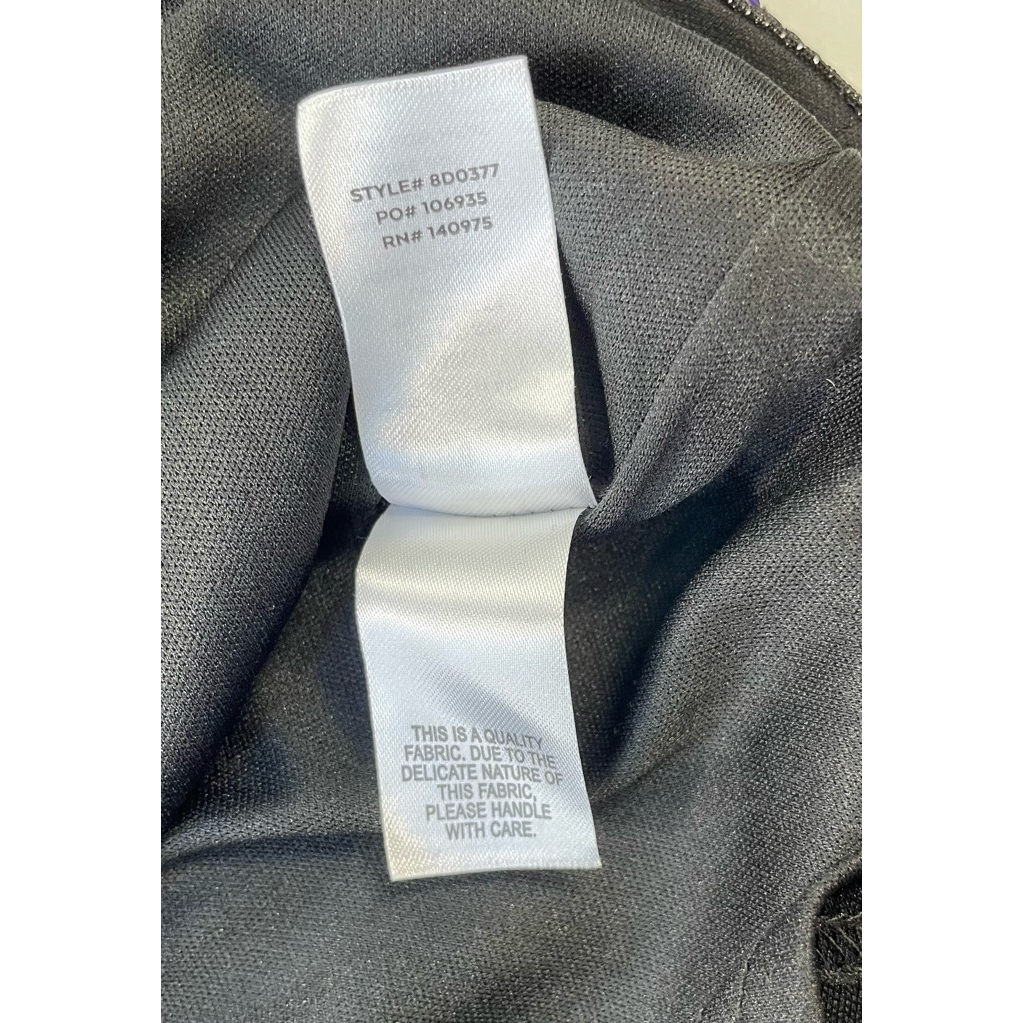 STYLE# 8D0377
PO# 106935
RN# 140975
THIS IS A QUALITY
FABRIC. DUE TO THE
DELICATE NATURE OF
THIS FABRIC,
PLEASE HANDLE
WITH CARE.